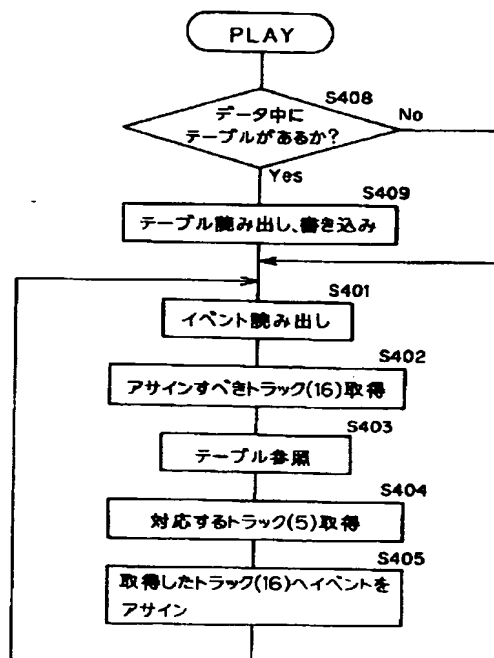 PLAY
S408
データ中に
テーブルがあるか?
No
Yes
S409
テーブル読み出し、書き込み
S401
イベント読み出し
S402
アサインすべきトラック(16)取得
S403
テーブル参照
S404
対応するトラック(5)取得
S405
取得したトラック(16)へイベントを
アサイン